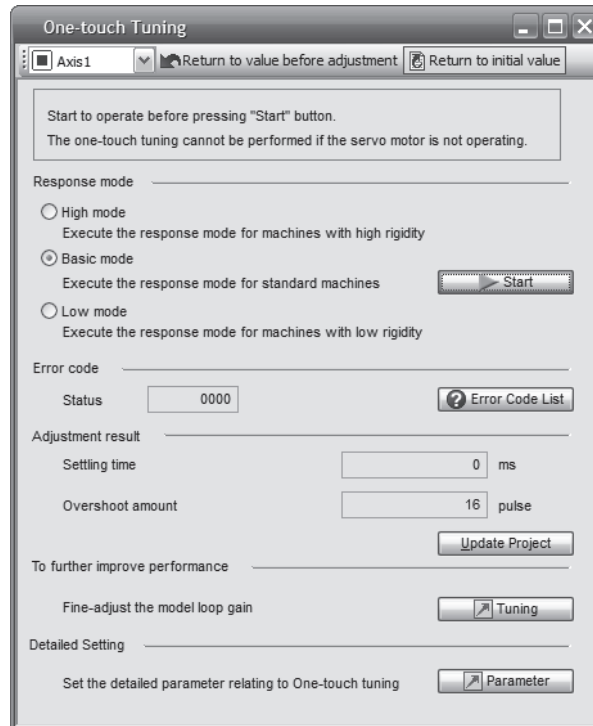 One-touch Tuning
Axis1 Return to value before adjustment Return to initial value
Start to operate before pressing "Start" button.
The one-touch tuning cannot be performed if the servo motor is not operating.
Response mode
High mode
Execute the response mode for machines with high rigidity
Basic mode
Execute the response mode for standard machines Start
Low mode
Execute the response mode for machines with low rigidity
Error code
Status 0000 Error Code List
Adjustment result
Settling time 0 ms
Overshoot amount 16 pulse
Update Project
To further improve performance
Fine-adjust the model loop gain Tuning
Detailed Setting
Set the detailed parameter relating to One-touch tuning Parameter